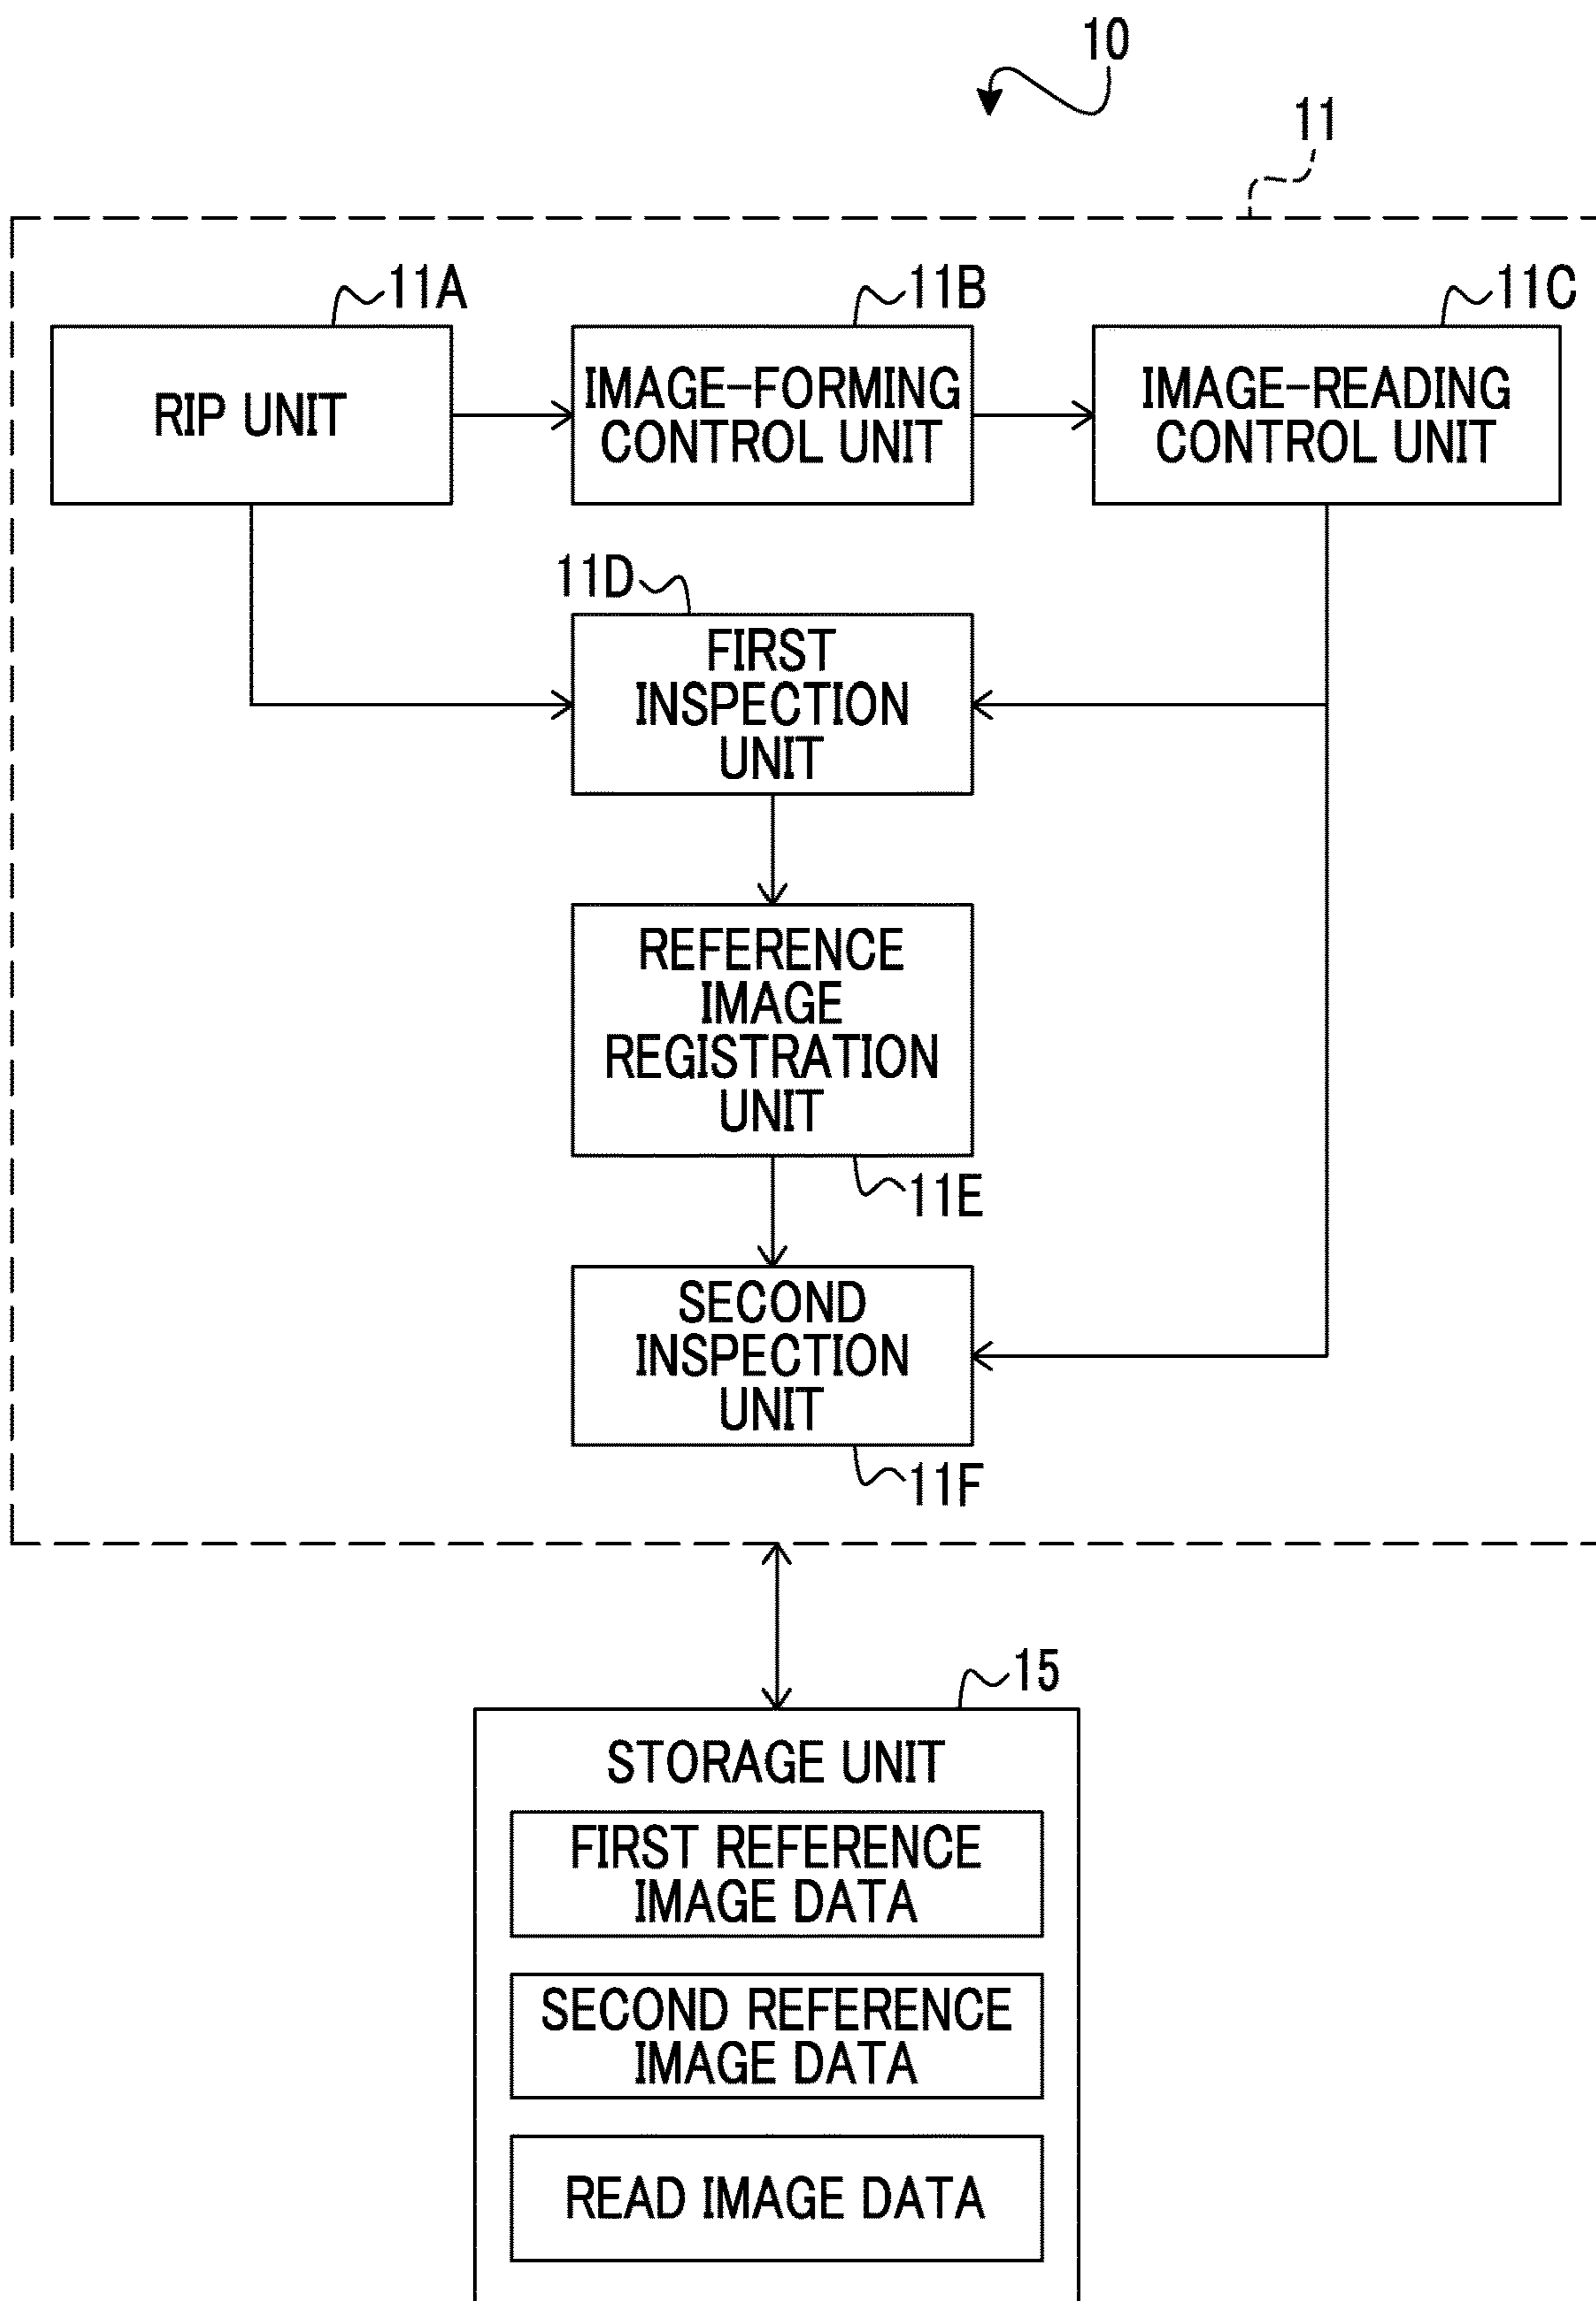 10
11
11A
11B
11C
RIP UNIT
IMAGE-FORMING
CONTROL UNIT
IMAGE-READING
CONTROL UNIT
11D
FIRST
INSPECTION
UNIT
REFERENCE
IMAGE
REGISTRATION
UNIT
11E
SECOND
INSPECTION
UNIT
11F
15
STORAGE UNIT
FIRST REFERENCE
IMAGE DATA
SECOND REFERENCE
IMAGE DATA
READ IMAGE DATA